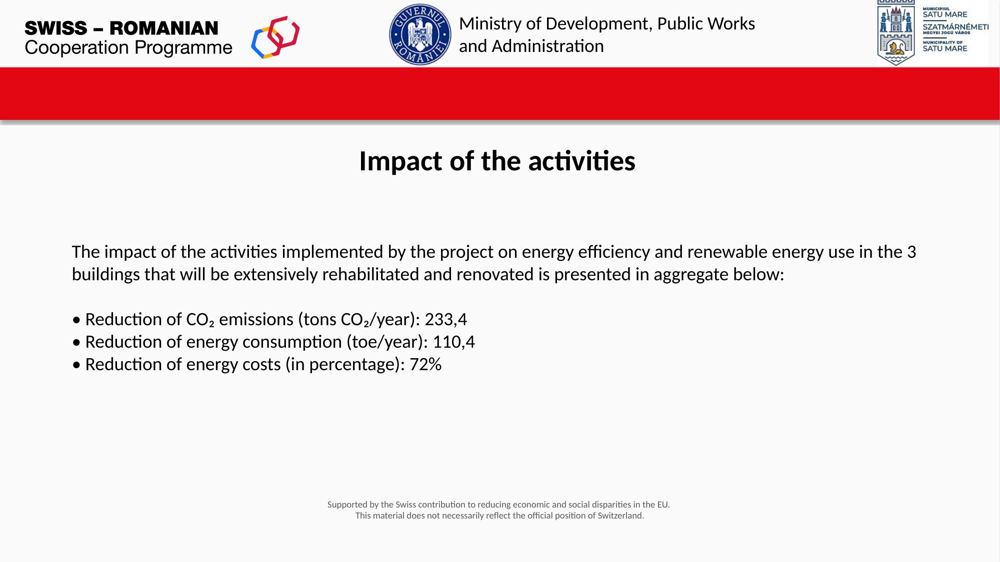 SWISS – ROMANIAN
Cooperation Programme
GUVERNUL
ROMÂNIEI
Ministry of Development, Public Works
and Administration
MUNICIPIUL
SATU MARE
SZATMÁRNÉMETI
MEGYEI JOGÚ VÁROS
MUNICIPALITY OF
SATU MARE
Impact of the activities
The impact of the activities implemented by the project on energy efficiency and renewable energy use in the 3
buildings that will be extensively rehabilitated and renovated is presented in aggregate below:
• Reduction of CO₂ emissions (tons CO₂/year): 233,4
• Reduction of energy consumption (toe/year): 110,4
• Reduction of energy costs (in percentage): 72%
Supported by the Swiss contribution to reducing economic and social disparities in the EU.
This material does not necessarily reflect the official position of Switzerland.